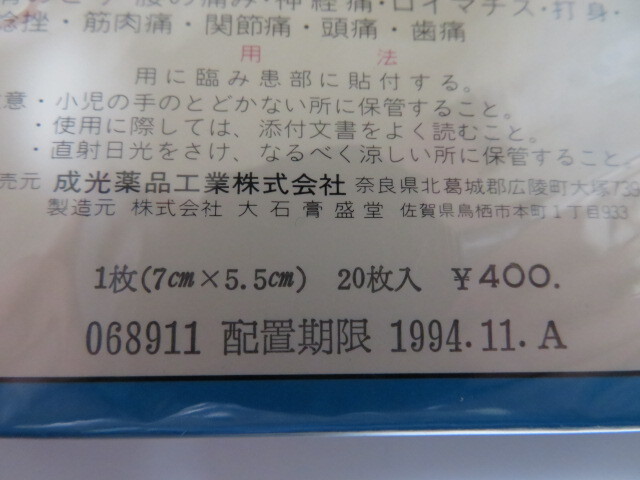 腰の痛み・神経痛・ロイマチス・打身・
捻挫・筋肉痛・関節痛・頭痛・歯痛
用法
用に臨み患部に貼付する。
意・小児の手のとどかない所に保管すること。
・使用に際しては、添付文書をよく読むこと。
・直射日光をさけ、なるべく涼しい所に保管すること。
売元 成光薬品工業株式会社 奈良県北葛城郡広陵町大塚733
製造元 株式会社 大石膏盛堂 佐賀県鳥栖市本町1丁目933
1枚(7cm×5.5cm) 20枚入 ¥400.
068911 配置期限 1994.11.A